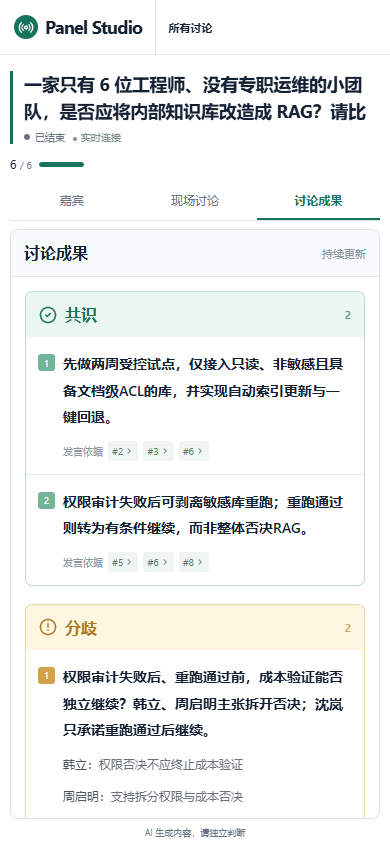 Panel Studio
所有讨论
一家只有 6 位工程师、没有专职运维的小团
队，是否应将内部知识库改造成 RAG？请比
已结束
实时连接
6 / 6
嘉宾
现场讨论
讨论成果
讨论成果
持续更新
共识
2
1
先做两周受控试点，仅接入只读、非敏感且具
备文档级ACL的库，并实现自动索引更新与一
键回退。
发言依据
#2 >
#3 >
#6 >
2
权限审计失败后可剥离敏感库重跑；重跑通过
则转为有条件继续，而非整体否决RAG。
发言依据
#5 >
#6 >
#8 >
分歧
2
1
权限审计失败后、重跑通过前，成本验证能否
独立继续？韩立、周启明主张拆开否决；沈岚
只承诺重跑通过后继续。
韩立：权限否决不应终止成本验证
周启明：支持拆分权限与成本否决
AI 生成内容，请独立判断